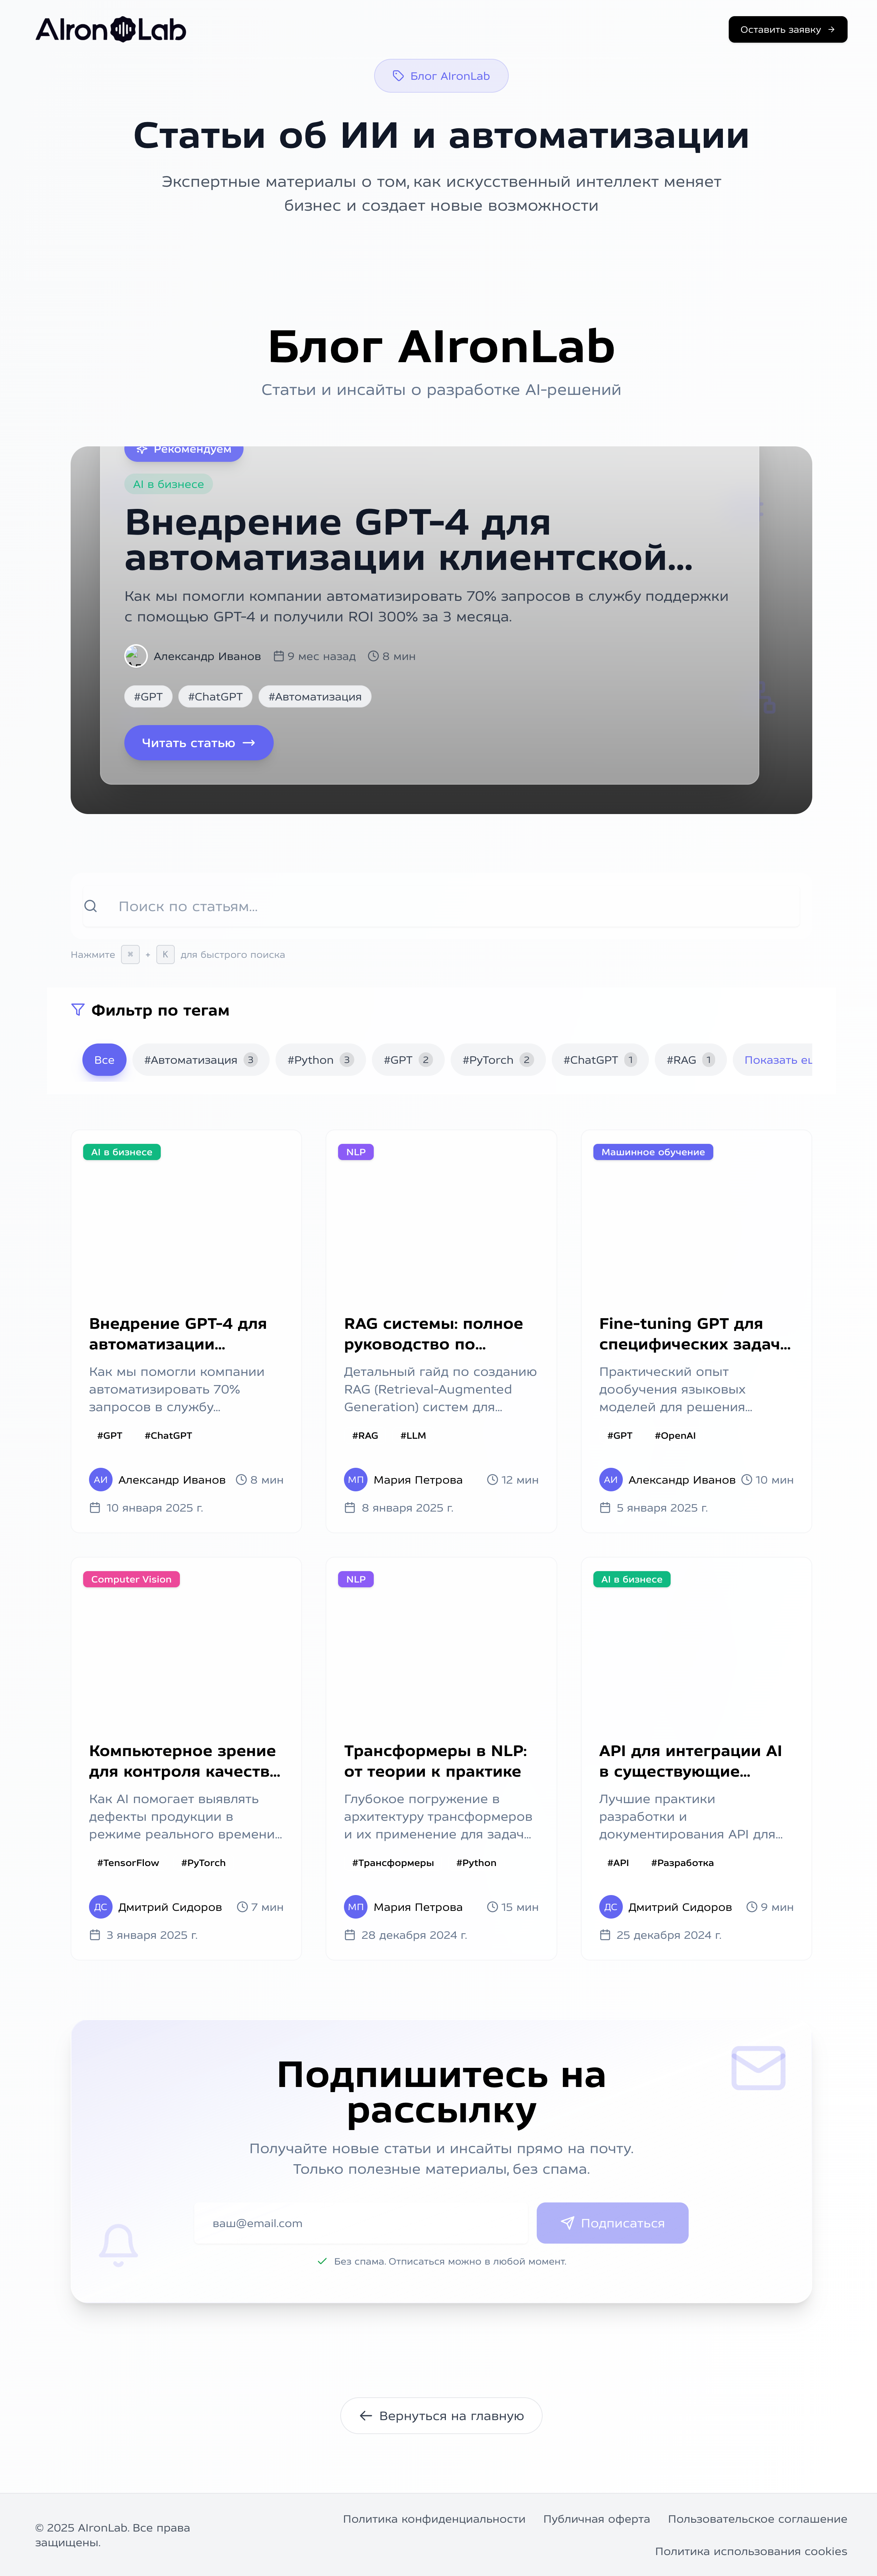 AIronLab
Оставить заявку →
Блог AIronLab
Статьи об ИИ и автоматизации
Экспертные материалы о том, как искусственный интеллект меняет
бизнес и создает новые возможности
Блог AIronLab
Статьи и инсайты о разработке AI-решений
Рекомендуем
AI в бизнесе
Внедрение GPT-4 для
автоматизации клиентской...
Как мы помогли компании автоматизировать 70% запросов в службу поддержки
с помощью GPT-4 и получили ROI 300% за 3 месяца.
Александр Иванов 9 мес назад 8 мин
#GPT #ChatGPT #Автоматизация
Читать статью →
Поиск по статьям...
Нажмите ⌘ + K для быстрого поиска
Фильтр по тегам
Все #Автоматизация 3 #Python 3 #GPT 2 #PyTorch 2 #ChatGPT 1 #RAG 1 Показать ещ
AI в бизнесе
Внедрение GPT-4 для
автоматизации...
Как мы помогли компании
автоматизировать 70%
запросов в службу...
#GPT #ChatGPT
АИ Александр Иванов 8 мин
10 января 2025 г.
NLP
RAG системы: полное
руководство по...
Детальный гайд по созданию
RAG (Retrieval-Augmented
Generation) систем для...
#RAG #LLM
МП Мария Петрова 12 мин
8 января 2025 г.
Машинное обучение
Fine-tuning GPT для
специфических задач...
Практический опыт
дообучения языковых
моделей для решения...
#GPT #OpenAI
АИ Александр Иванов 10 мин
5 января 2025 г.
Computer Vision
Компьютерное зрение
для контроля качеств...
Как AI помогает выявлять
дефекты продукции в
режиме реального времени...
#TensorFlow #PyTorch
ДС Дмитрий Сидоров 7 мин
3 января 2025 г.
NLP
Трансформеры в NLP:
от теории к практике
Глубокое погружение в
архитектуру трансформеров
и их применение для задач...
#Трансформеры #Python
МП Мария Петрова 15 мин
28 декабря 2024 г.
AI в бизнесе
API для интеграции AI
в существующие...
Лучшие практики
разработки и
документирования API для...
#API #Разработка
ДС Дмитрий Сидоров 9 мин
25 декабря 2024 г.
Подпишитесь на
рассылку
Получайте новые статьи и инсайты прямо на почту.
Только полезные материалы, без спама.
ваш@email.com
Подписаться
Без спама. Отписаться можно в любой момент.
← Вернуться на главную
© 2025 AIronLab. Все права
защищены.
Политика конфиденциальности Публичная оферта Пользовательское соглашение
Политика использования cookies